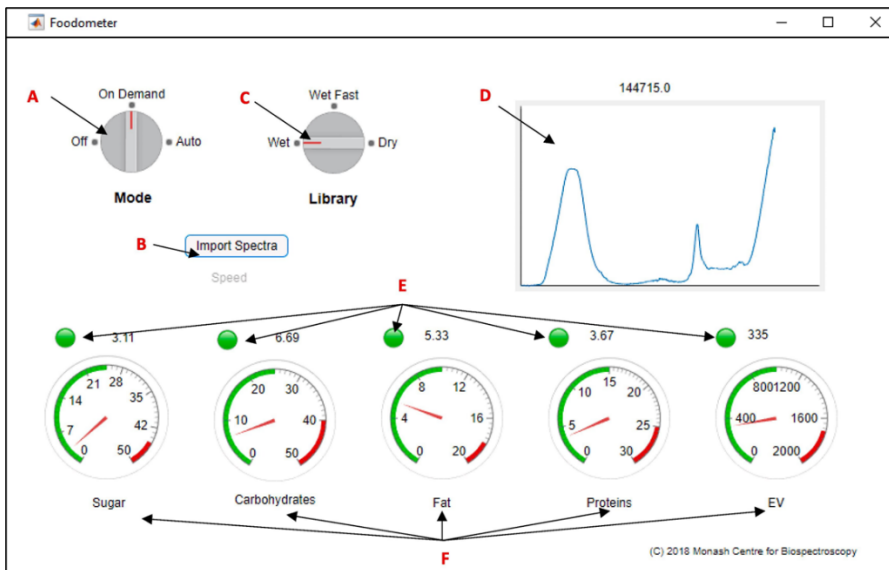 Foodometer
A
On Demand
Off
Auto
Mode
C
Wet Fast
Wet
Dry
Library
D
144715.0
B
Import Spectra
Speed
E
3.11
6.69
5.33
3.67
335
0 7 14 21 28 35 42 50
0 10 20 30 40 50
0 4 8 12 16 20
0 5 10 15 20 25 30
0 400 800 1200 1600 2000
Sugar
Carbohydrates
Fat
Proteins
EV
F
(C) 2018 Monash Centre for Biospectroscopy